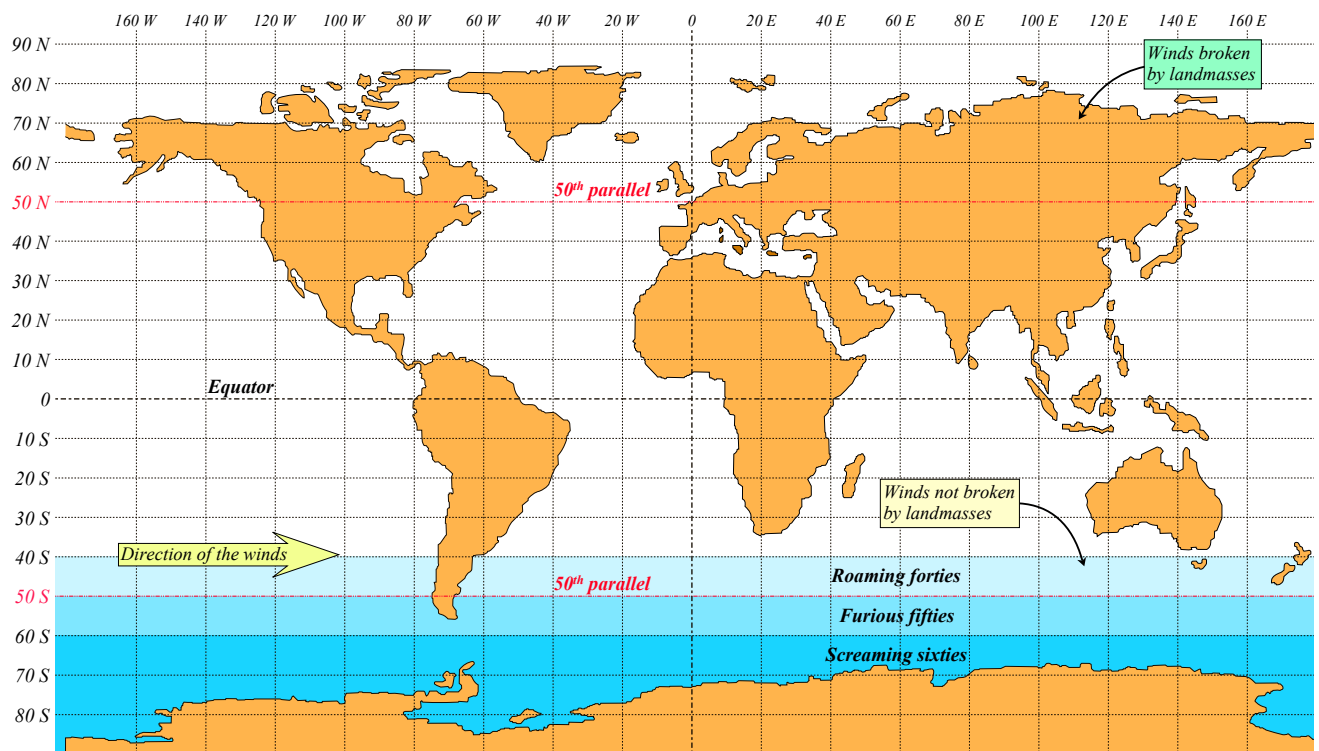 160 W 140 W 120 W 100 W 80 W 60 W 40 W 20 W 0 20 E 40 E 60 E 80 E 100 E 120 E 140 E 160 E
90 N
Winds broken
by landmasses
80 N
70 N
60 N
50th parallel
50 N
40 N
30 N
20 N
10 N
Equator
0
10 S
20 S
Winds not broken
by landmasses
30 S
Direction of the winds
40 S
Roaming forties
50th parallel
50 S
Furious fifties
60 S
Screaming sixties
70 S
80 S